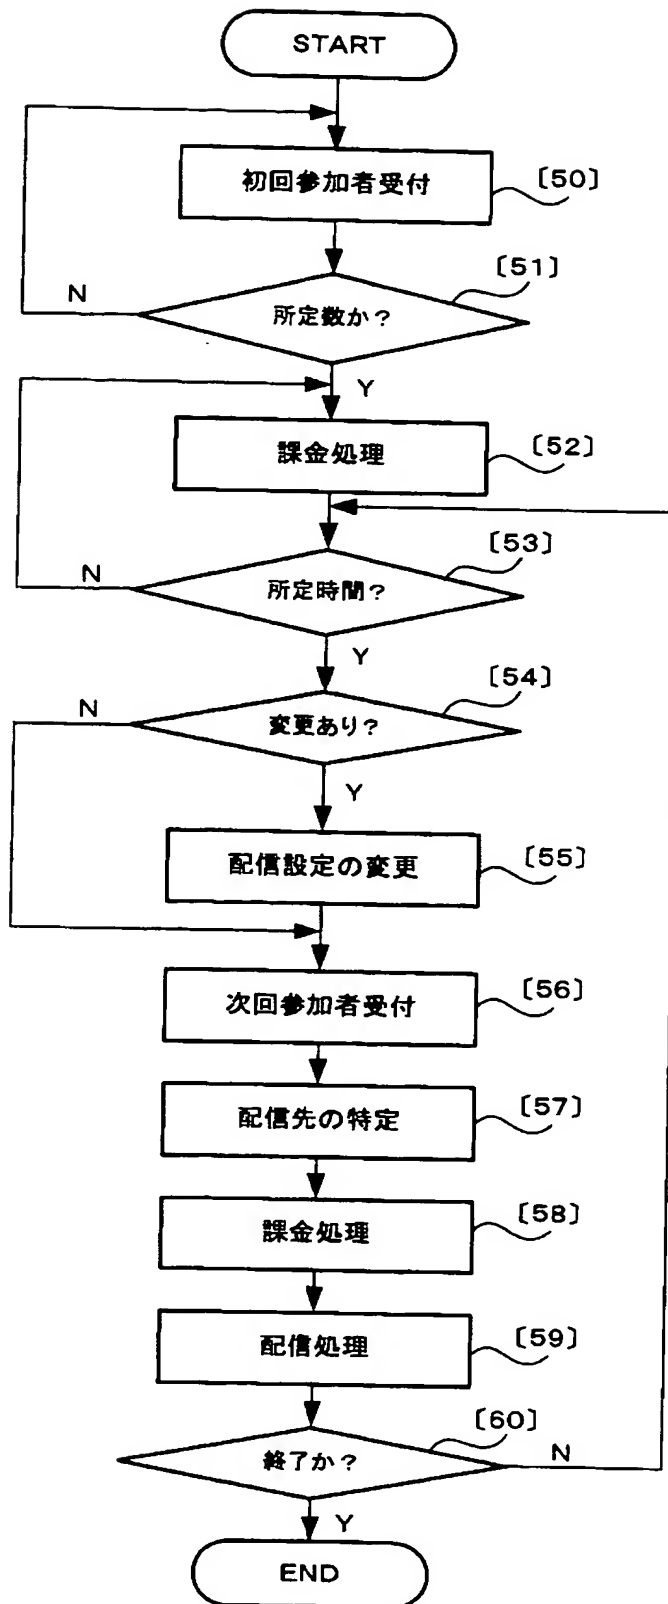 START
初回参加者受付
[50]
所定数か?
[51]
N
Y
課金処理
[52]
所定時間?
[53]
N
Y
変更あり?
[54]
N
Y
配信設定の変更
[55]
次回参加者受付
[56]
配信先の特定
[57]
課金処理
[58]
配信処理
[59]
終了か?
[60]
N
Y
END